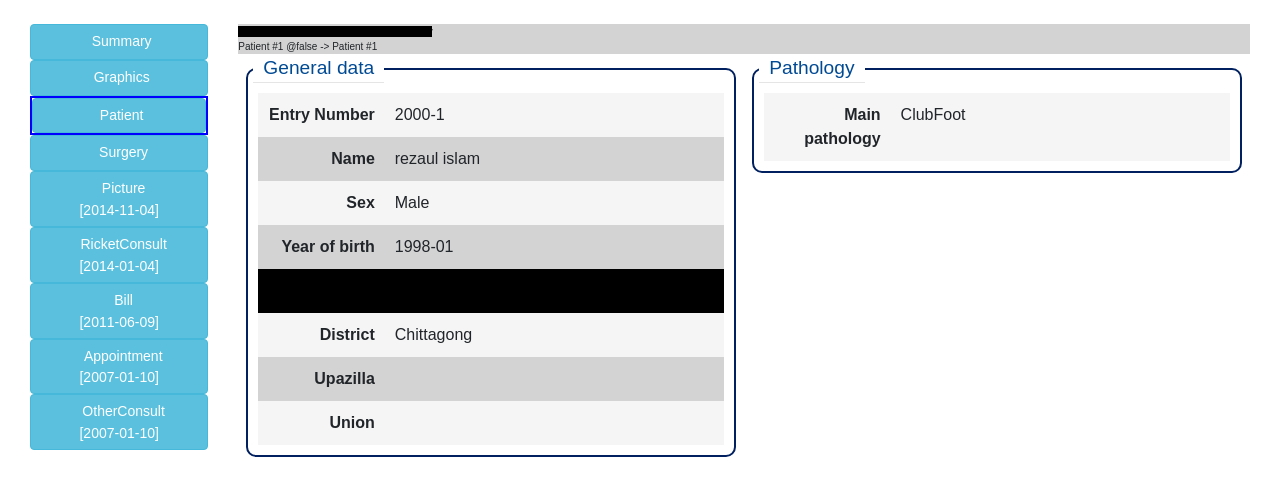 Summary
Graphics
Patient
Surgery
Picture
[2014-11-04]
RicketConsult
[2014-01-04]
Bill
[2011-06-09]
Appointment
[2007-01-10]
OtherConsult
[2007-01-10]
Patient #1 @false -> Patient #1
General data
Entry Number 2000-1
Name rezaul islam
Sex Male
Year of birth 1998-01
District Chittagong
Upazilla
Union
Pathology
Main ClubFoot
pathology